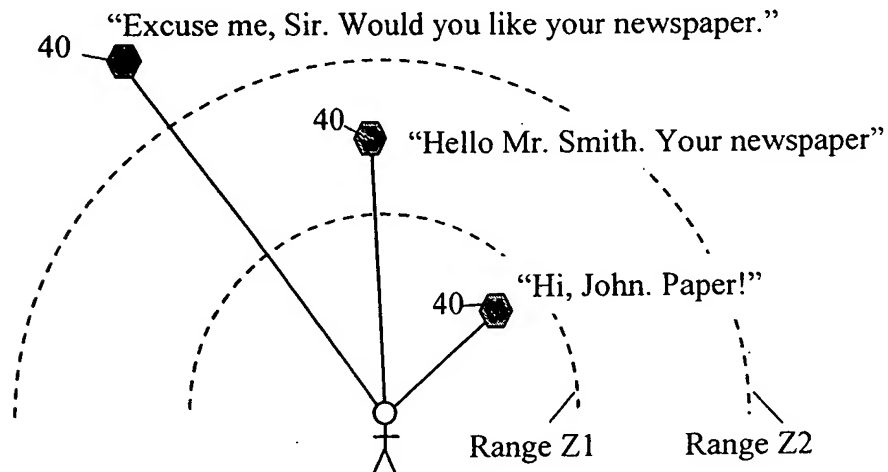 “Excuse me, Sir. Would you like your newspaper.”
40
40
“Hello Mr. Smith. Your newspaper”
“Hi, John. Paper!”
40
Range Z1
Range Z2